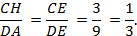 CH/DA = CE/DE = 3/9 = 1/3.